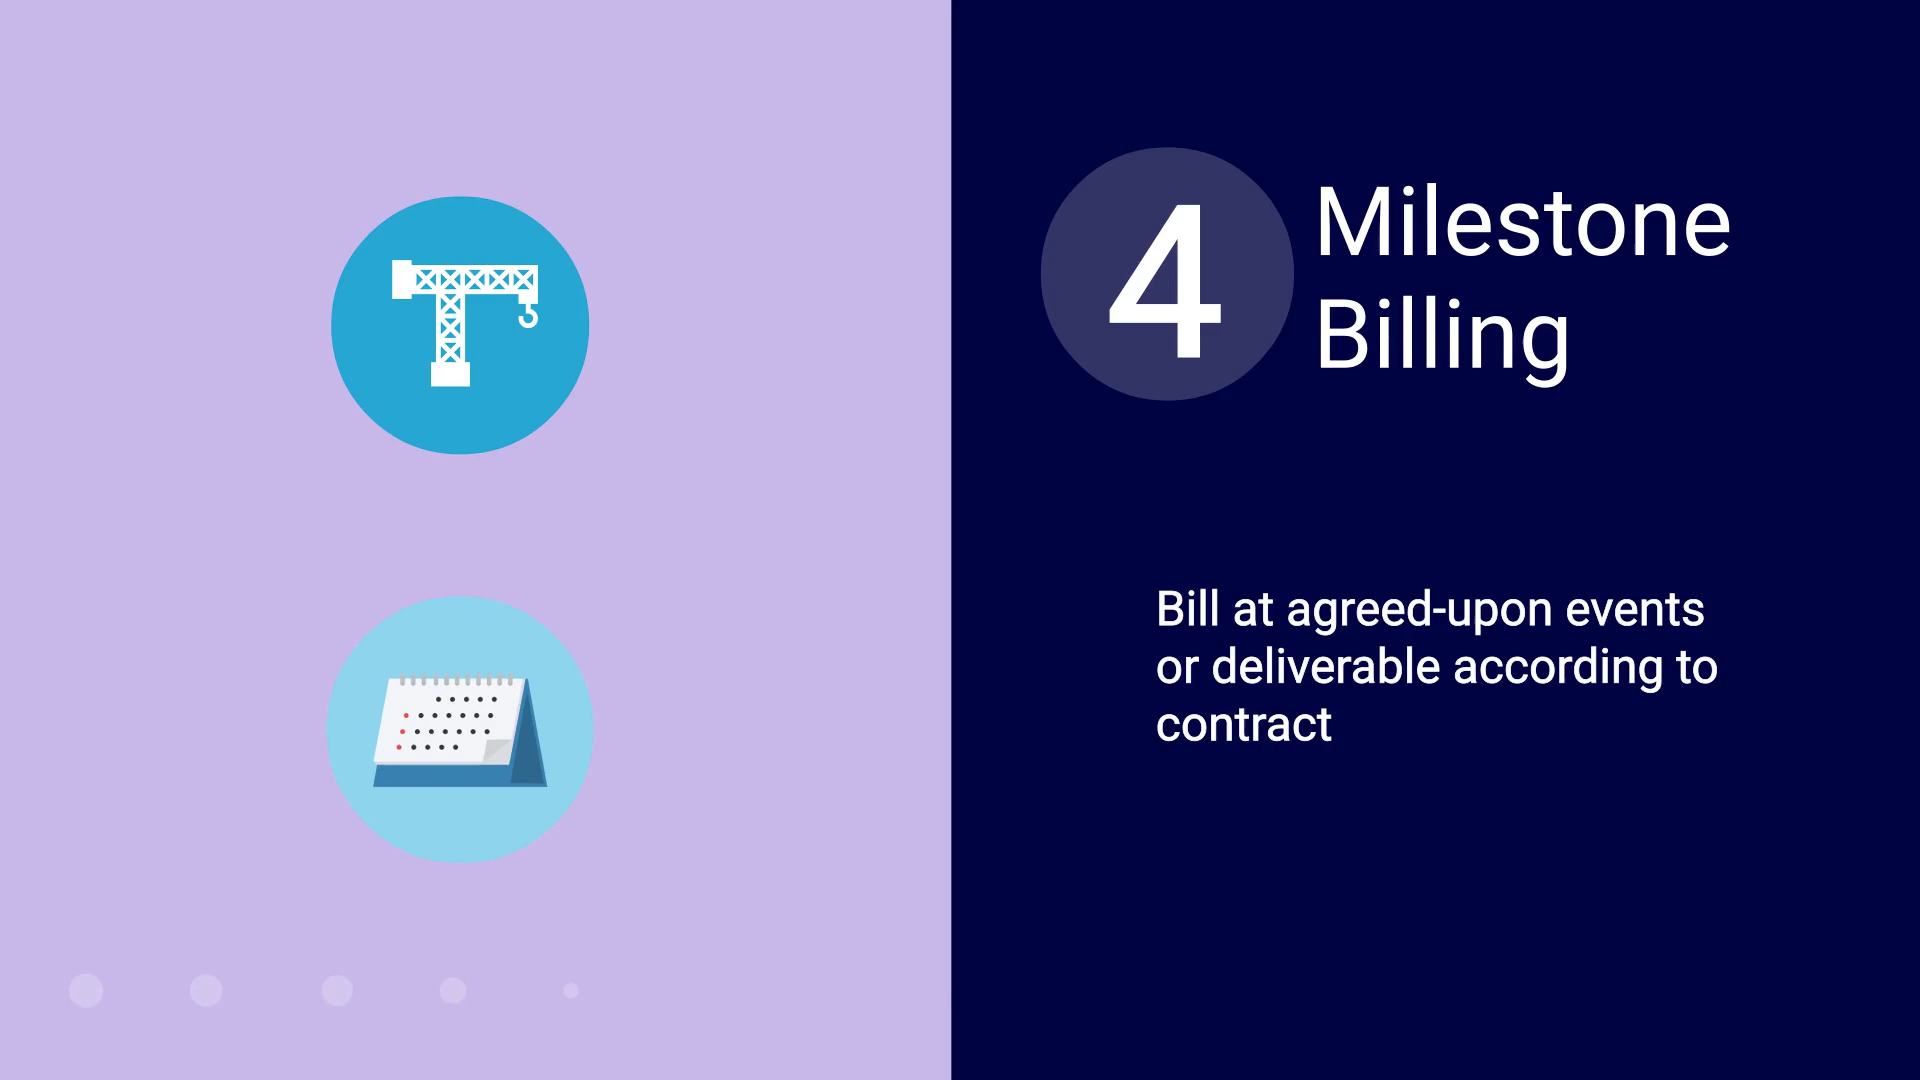 4
Milestone
Billing
Bill at agreed-upon events
or deliverable according to
contract